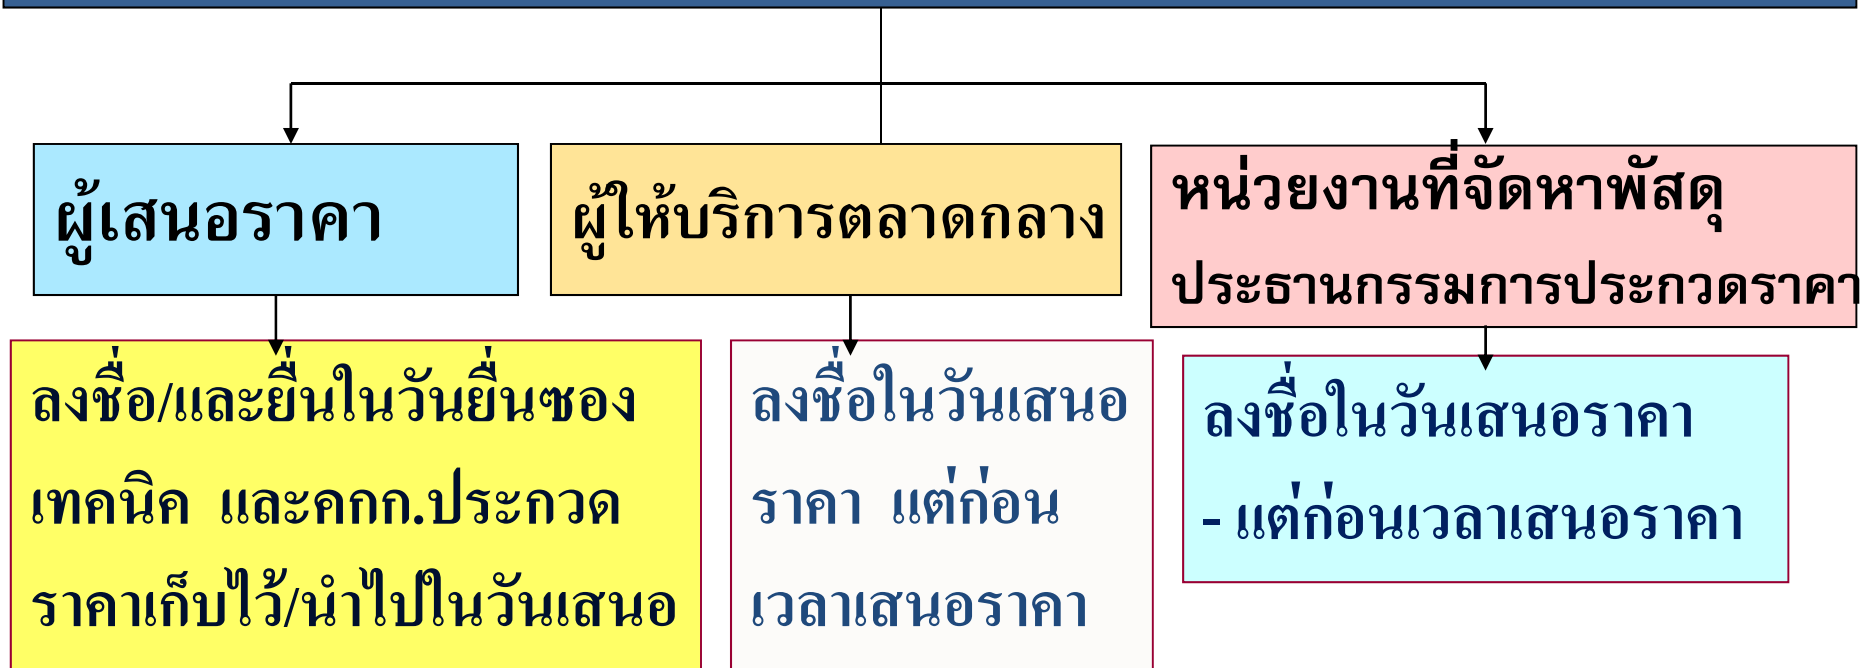 ผู้เสนอราคา
ผู้ให้บริการตลาดกลาง
หน่วยงานที่จัดหาพัสดุ
ประธานกรรมการประกวดราคา
ลงชื่อ/และยื่นในวันยื่นซอง
เทคนิค และคกก.ประกวด
ราคาเก็บไว้/นำไปในวันเสนอ
ลงชื่อในวันเสนอ
ราคา แต่ก่อน
เวลาเสนอราคา
ลงชื่อในวันเสนอราคา
- แต่ก่อนเวลาเสนอราคา